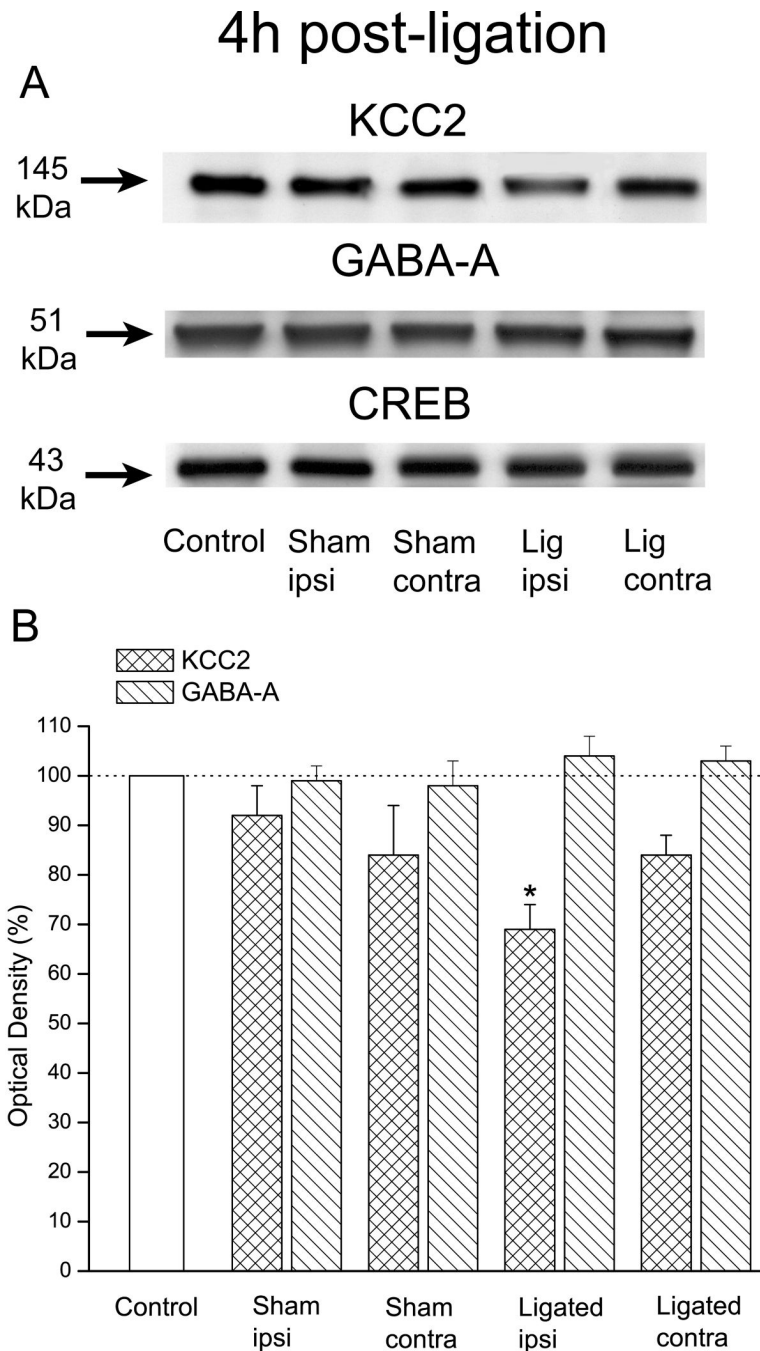 4h post-ligation
A
KCC2
145
kDa
GABA-A
51
kDa
CREB
43
kDa
Control Sham Sham Lig Lig
ipsi contra ipsi contra
B
KCC2
GABA-A
110
100
90
80
70
60
50
40
30
20
10
0
Optical Density (%)
*
Control Sham Sham Ligated Ligated
ipsi contra ipsi contra